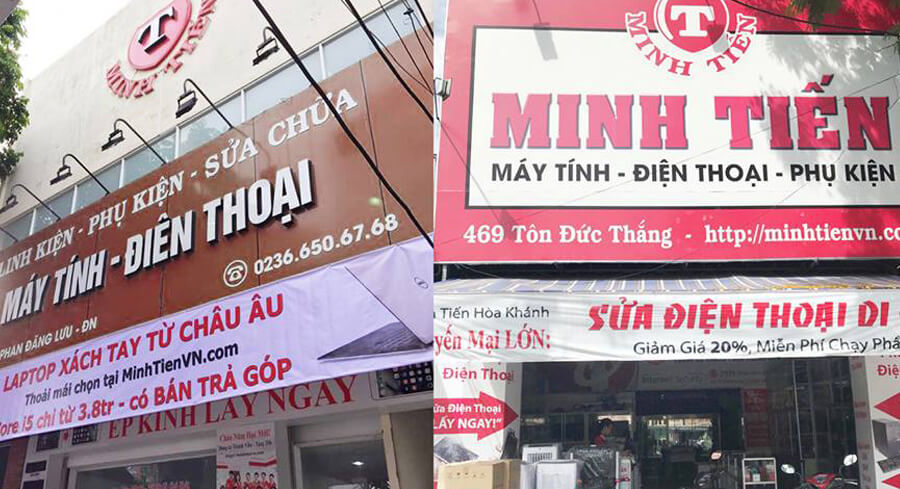 T
MINH TIẾN
LINH KIỆN - PHỤ KIỆN - SỬA CHỮA
MÁY TÍNH - ĐIỆN THOẠI
0236.650.67.68
PHAN ĐĂNG LƯU - ĐN
LAPTOP XÁCH TAY TỪ CHÂU ÂU
Thoải mái chọn tại MinhTienVN.com
Core i5 chỉ từ 3.8tr - có BÁN TRẢ GÓP
ÉP KÍNH LẤY NGAY
T
MINH TIẾN
MINH TIẾN
MÁY TÍNH - ĐIỆN THOẠI - PHỤ KIỆN
469 Tôn Đức Thắng - http://minhtienvn.co
Tiến Hòa Khánh
yến Mại LỚN:
SỬA ĐIỆN THOẠI DI
Giảm Giá 20%, Miễn Phí Chạy Phầ
Điện Thoại
ửa Điện Thoại
LẤY NGAY!"